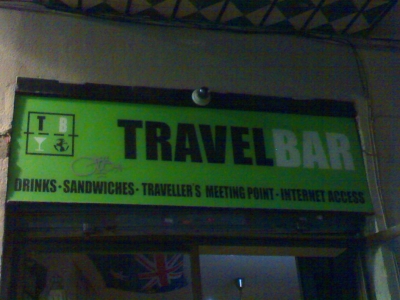 T B
TRAVELBAR
DRINKS - SANDWICHES - TRAVELLER'S MEETING POINT - INTERNET ACCESS